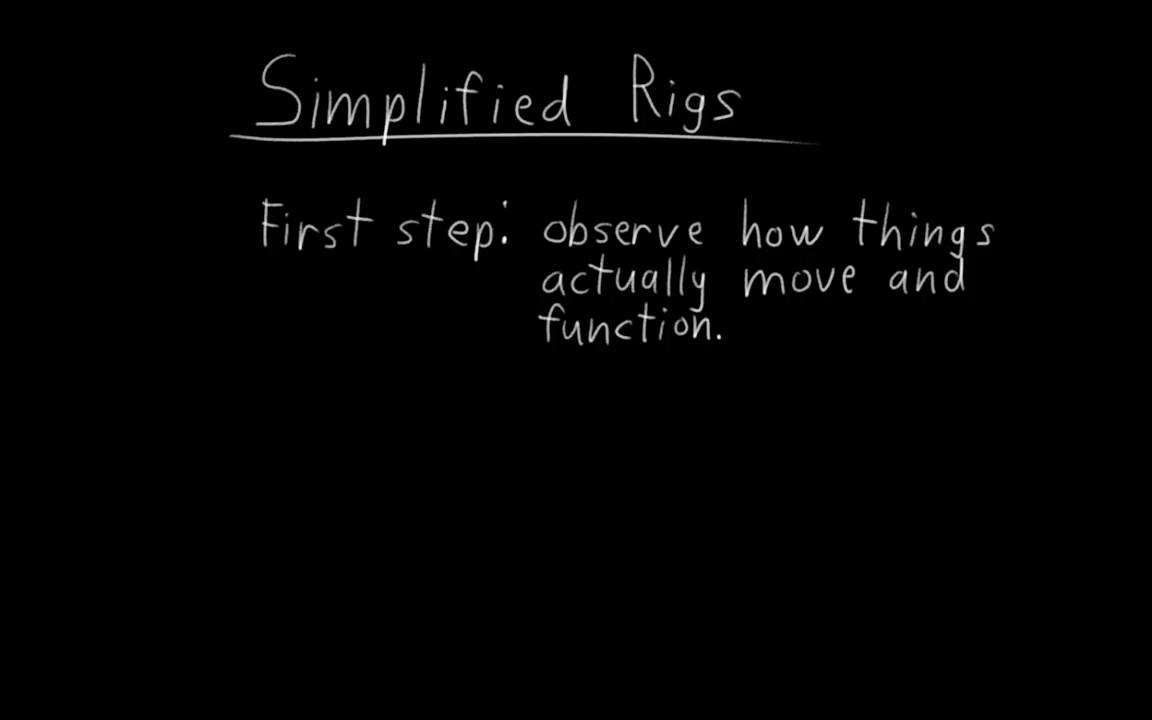 Simplified Rigs
First step: observe how things
actually move and
function.